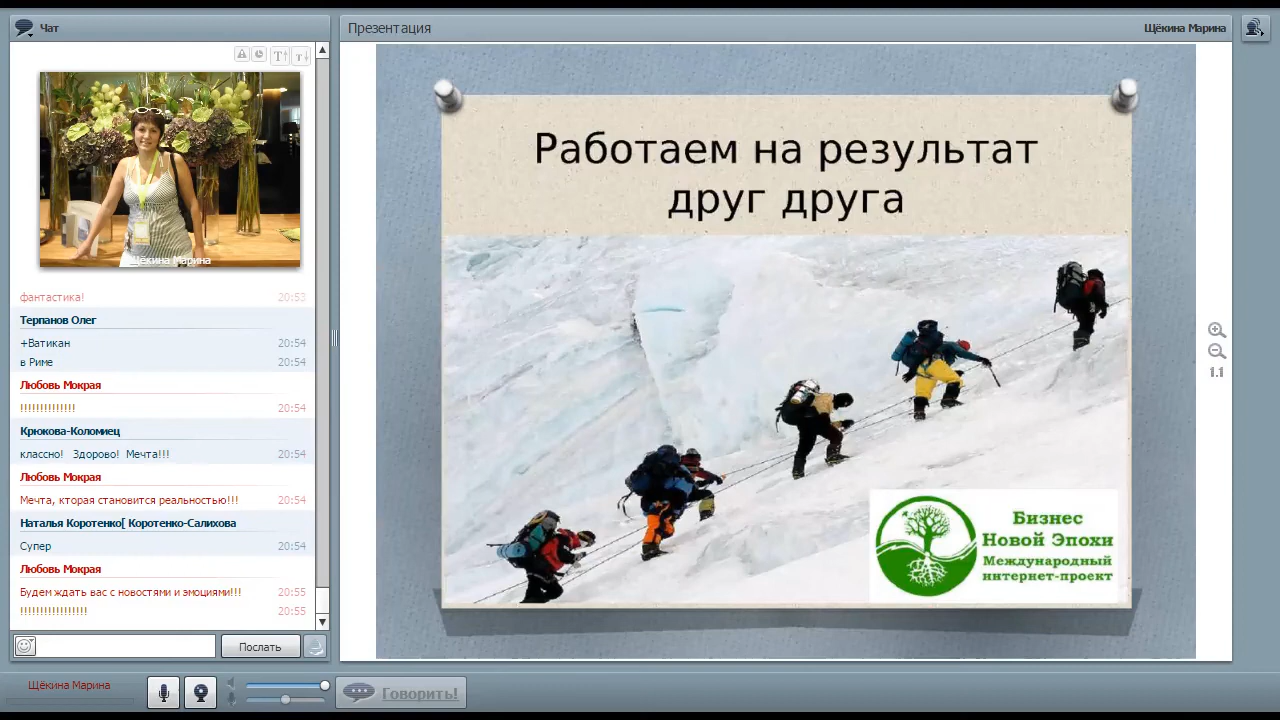 Чат
Щёкина Марина
фантастика! 20:53
Терпанов Олег
+Ватикан 20:54
в Риме 20:54
Любовь Мокрая
!!!!!!!!!!!!!! 20:54
Крюкова-Коломиец
классно! Здорово! Мечта!!! 20:54
Любовь Мокрая
Мечта, кторая становится реальностью!!! 20:54
Наталья Коротенко[ Коротенко-Салихова
Супер 20:54
Любовь Мокрая
Будем ждать вас с новостями и эмоциями!!! 20:55
!!!!!!!!!!!!!!!!! 20:55
Послать
Презентация Щёкина Марина
Работаем на результат
друг друга
Бизнес
Новой Эпохи
Международный
интернет-проект
1.1
Щёкина Марина
Говорить!